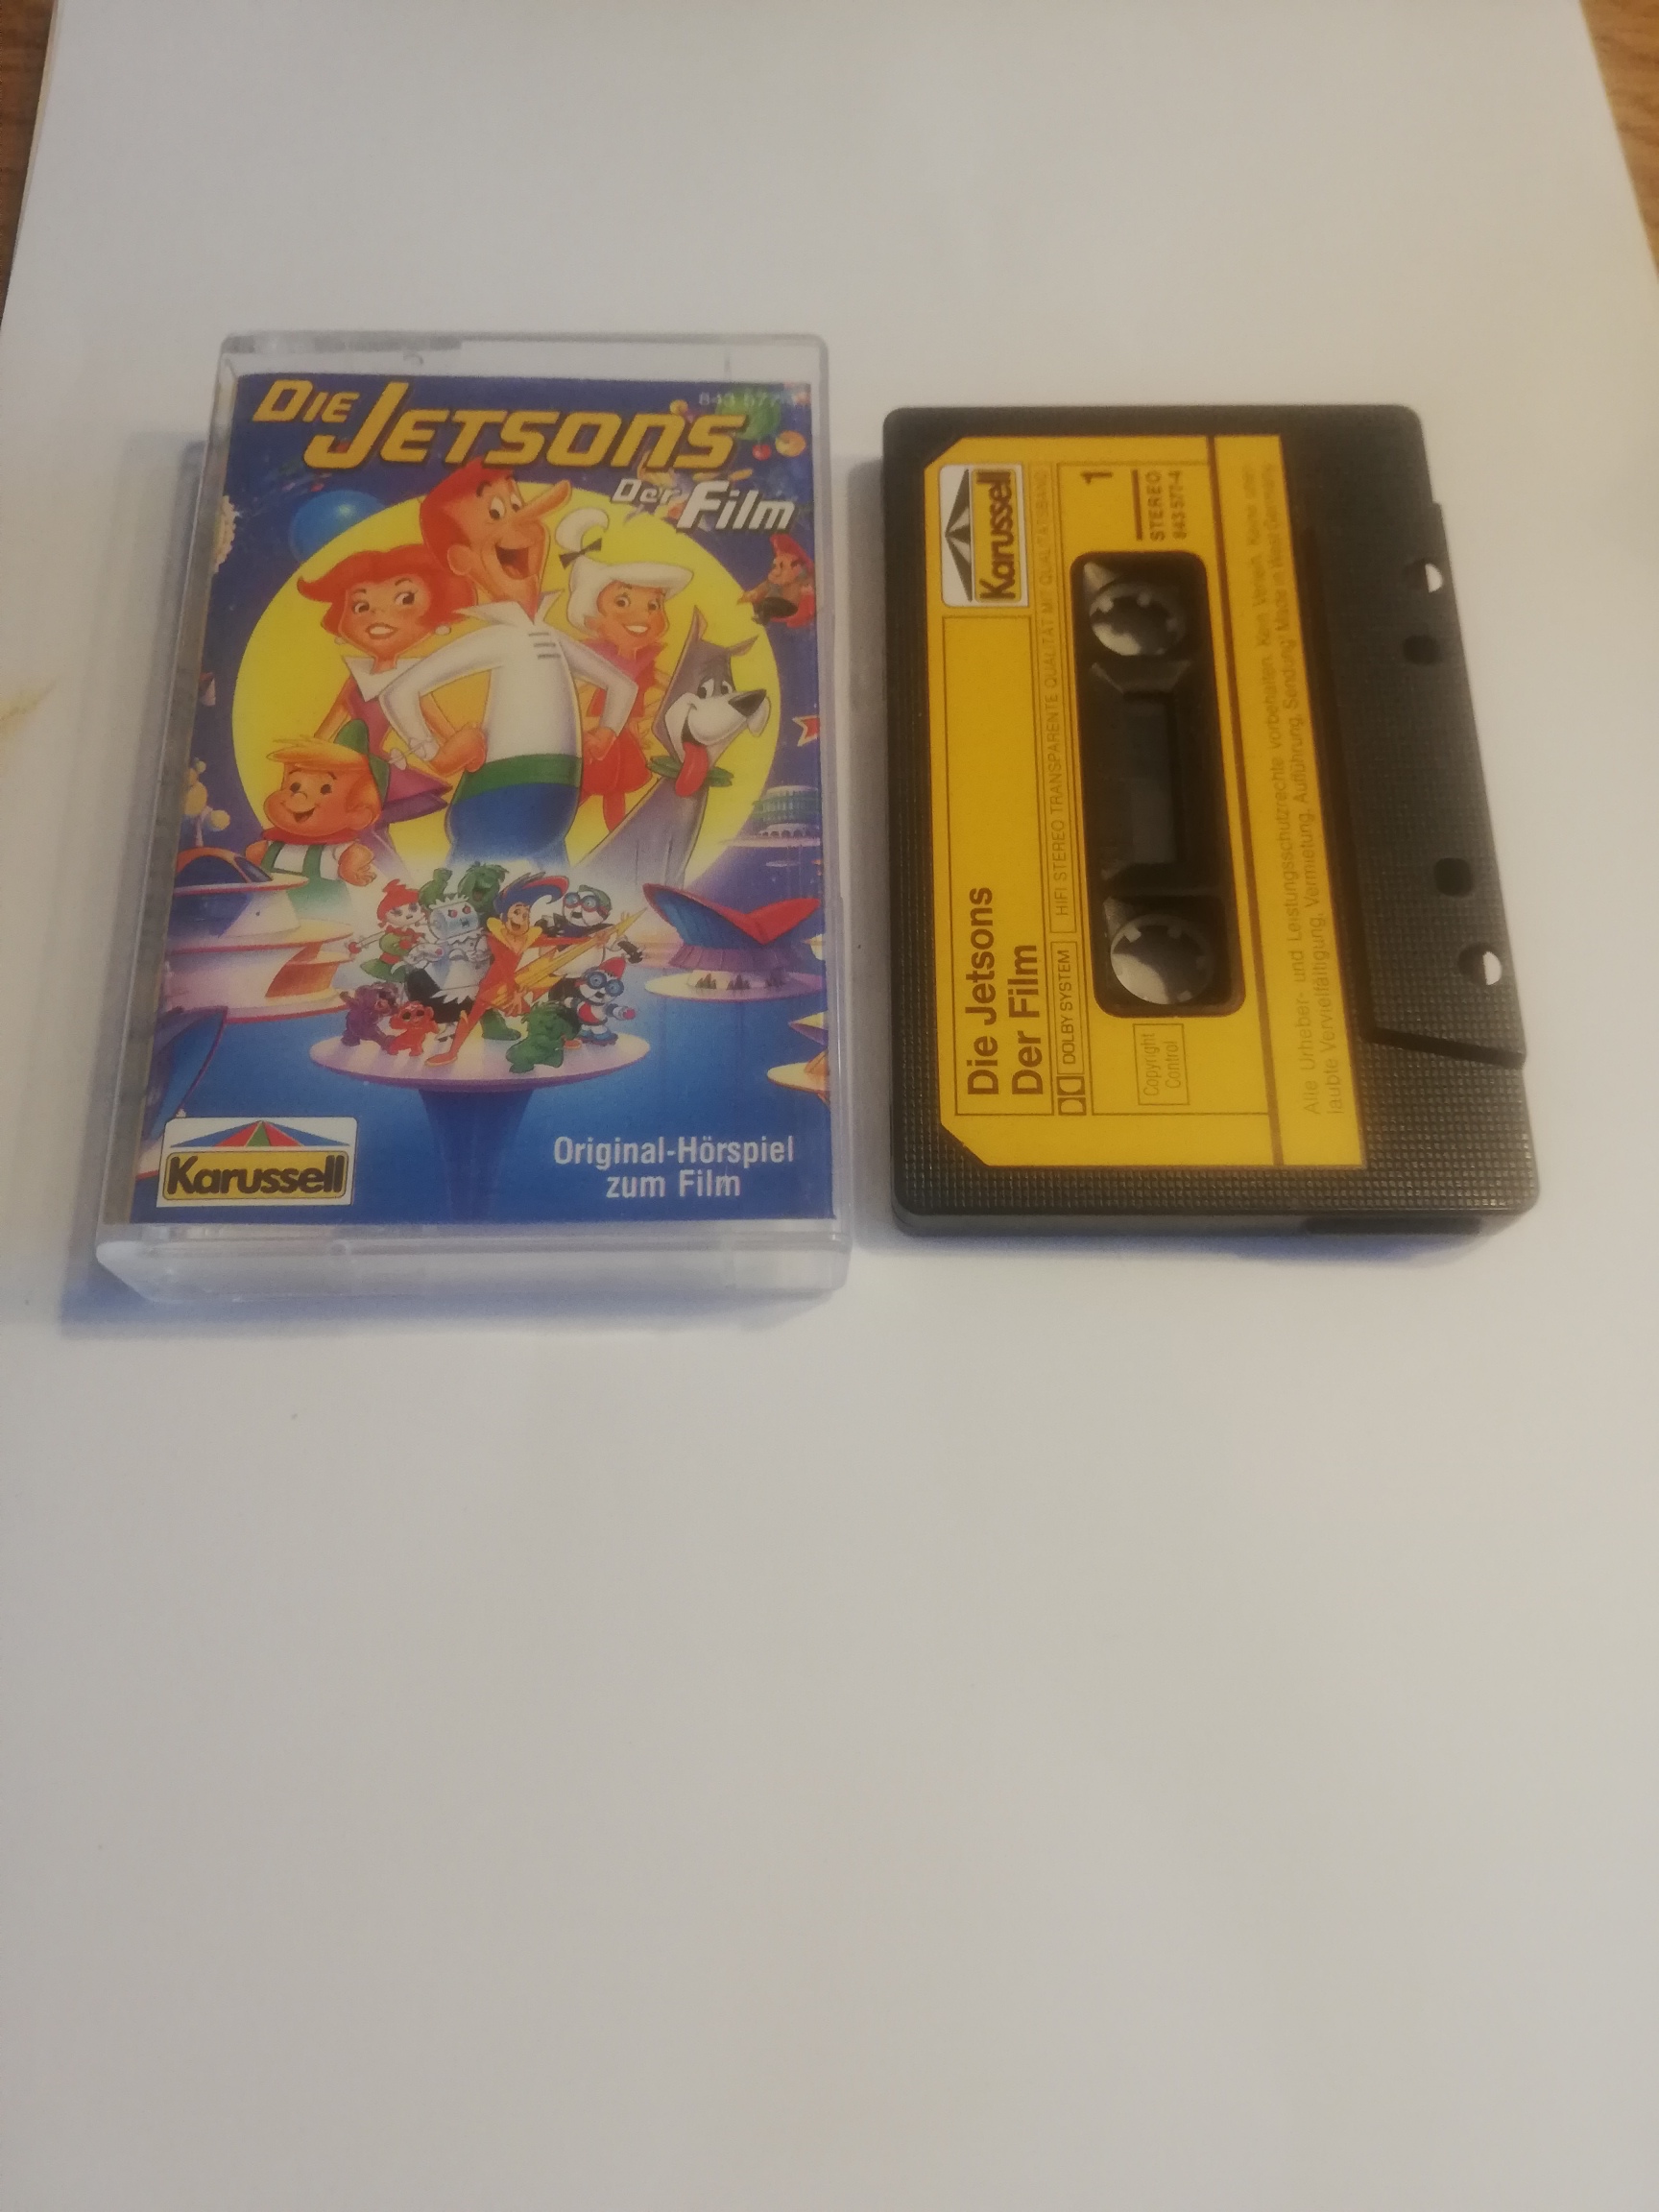 843 577-4
DIE JETSONS
Der Film
Karussell
Original-Hörspiel
zum Film
Karussell
Die Jetsons
Der Film
DOLBY SYSTEM
HIFI STEREO TRANSPARENTE QUALITÄT MIT QUALITÄTSBAND
1
STEREO
843 577-4
Copyright
Control
Alle Urheber- und Leistungsschutzrechte vorbehalten. Kein Verleih. Keine uner-
laubte Vervielfältigung, Vermietung, Aufführung, Sendung. Made in West Germany